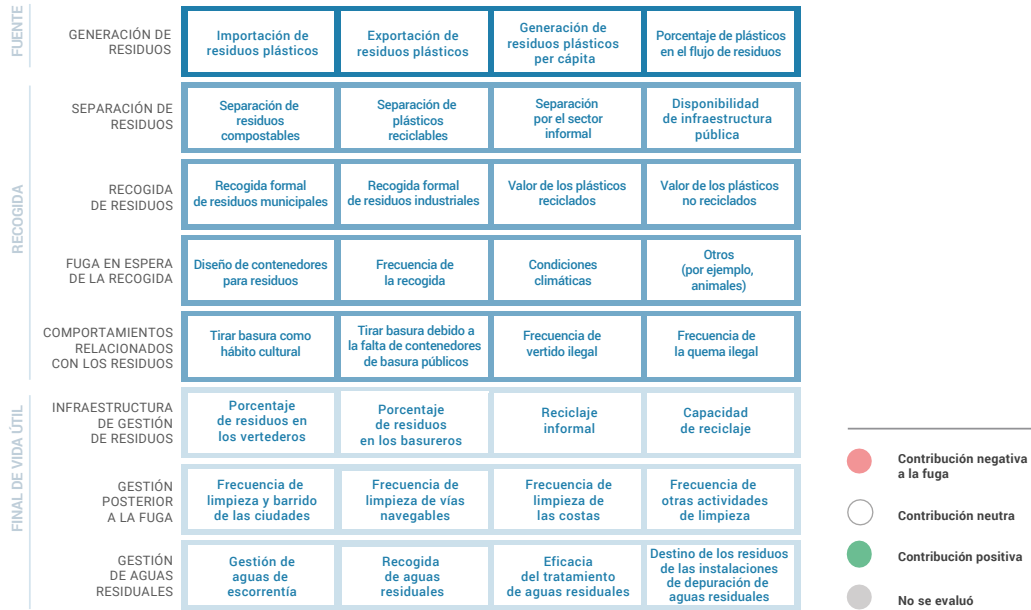 FUENTE
GENERACIÓN DE
RESIDUOS
Importación de
residuos plásticos
Exportación de
residuos plásticos
Generación de
residuos plásticos
per cápita
Porcentaje de plásticos
en el flujo de residuos
RECOGIDA
SEPARACIÓN DE
RESIDUOS
Separación de
residuos
compostables
Separación de
plásticos
reciclables
Separación
por el sector
informal
Disponibilidad
de infraestructura
pública
RECOGIDA
DE RESIDUOS
Recogida formal
de residuos municipales
Recogida formal
de residuos industriales
Valor de los plásticos
reciclados
Valor de los plásticos
no reciclados
FUGA EN ESPERA
DE LA RECOGIDA
Diseño de contenedores
para residuos
Frecuencia de
la recogida
Condiciones
climáticas
Otros
(por ejemplo,
animales)
COMPORTAMIENTOS
RELACIONADOS
CON LOS RESIDUOS
Tirar basura como
hábito cultural
Tirar basura debido a
la falta de contenedores
de basura públicos
Frecuencia de
vertido ilegal
Frecuencia de
la quema ilegal
FINAL DE VIDA ÚTIL
INFRAESTRUCTURA
DE GESTIÓN
DE RESIDUOS
Porcentaje
de residuos en
los vertederos
Porcentaje
de residuos
en los basureros
Reciclaje
informal
Capacidad
de reciclaje
GESTIÓN
POSTERIOR
A LA FUGA
Frecuencia de
limpieza y barrido
de las ciudades
Frecuencia de
limpieza de vías
navegables
Frecuencia de
limpieza de
las costas
Frecuencia de
otras actividades
de limpieza
GESTIÓN
DE AGUAS
RESIDUALES
Gestión de
aguas de
escorrentía
Recogida
de aguas
residuales
Eficacia
del tratamiento
de aguas residuales
Destino de los residuos
de las instalaciones
de depuración de
aguas residuales
Contribución negativa
a la fuga
Contribución neutra
Contribución positiva
No se evaluó